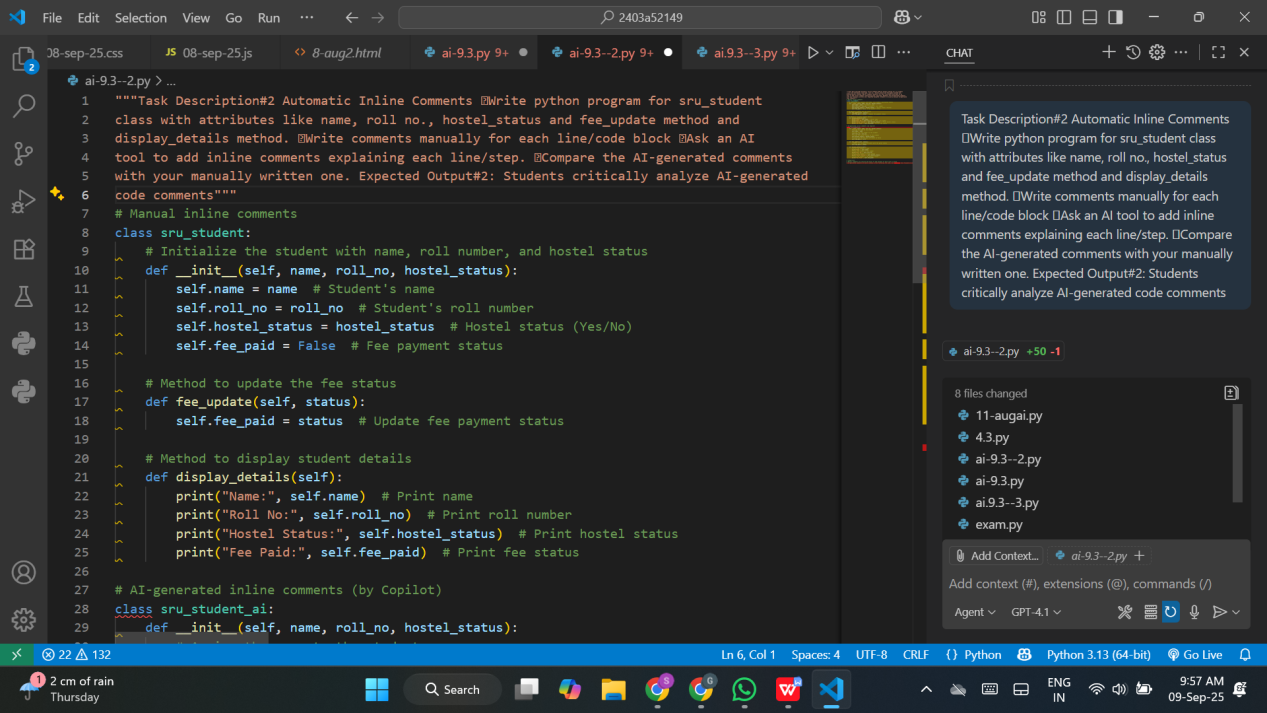 File Edit Selection View Go Run ··· 2403a52149
08-sep-25.css JS 08-sep-25.js <> 8-aug2.html ai-9.3.py 9+ ai-9.3--2.py 9+ ai.9.3--3.py 9+
ai-9.3--2.py > ...
1 """Task Description#2 Automatic Inline Comments Write python program for sru_student
2 class with attributes like name, roll no., hostel_status and fee_update method and
3 display_details method. Write comments manually for each line/code block Ask an AI
4 tool to add inline comments explaining each line/step. Compare the AI-generated comments
5 with your manually written one. Expected Output#2: Students critically analyze AI-generated
6 code comments"""
7 # Manual inline comments
8 class sru_student:
9 # Initialize the student with name, roll number, and hostel status
10 def __init__(self, name, roll_no, hostel_status):
11 self.name = name # Student's name
12 self.roll_no = roll_no # Student's roll number
13 self.hostel_status = hostel_status # Hostel status (Yes/No)
14 self.fee_paid = False # Fee payment status
15
16 # Method to update the fee status
17 def fee_update(self, status):
18 self.fee_paid = status # Update fee payment status
19
20 # Method to display student details
21 def display_details(self):
22 print("Name:", self.name) # Print name
23 print("Roll No:", self.roll_no) # Print roll number
24 print("Hostel Status:", self.hostel_status) # Print hostel status
25 print("Fee Paid:", self.fee_paid) # Print fee status
26
27 # AI-generated inline comments (by Copilot)
28 class sru_student_ai:
29 def __init__(self, name, roll_no, hostel_status):
CHAT
Task Description#2 Automatic Inline Comments
Write python program for sru_student class
with attributes like name, roll no., hostel_status
and fee_update method and display_details
method. Write comments manually for each
line/code block Ask an AI tool to add inline
comments explaining each line/step. Compare
the AI-generated comments with your manually
written one. Expected Output#2: Students
critically analyze AI-generated code comments
ai-9.3--2.py +50 -1
8 files changed
11-augai.py
4.3.py
ai-9.3--2.py
ai-9.3.py
ai.9.3--3.py
exam.py
Add Context... ai-9.3--2.py +
Add context (#), extensions (@), commands (/)
Agent GPT-4.1
2
22 132 Ln 6, Col 1 Spaces: 4 UTF-8 CRLF {} Python Python 3.13 (64-bit) Go Live
1 2 cm of rain
Thursday
Search
S G
ENG
IN
9:57 AM
09-Sep-25